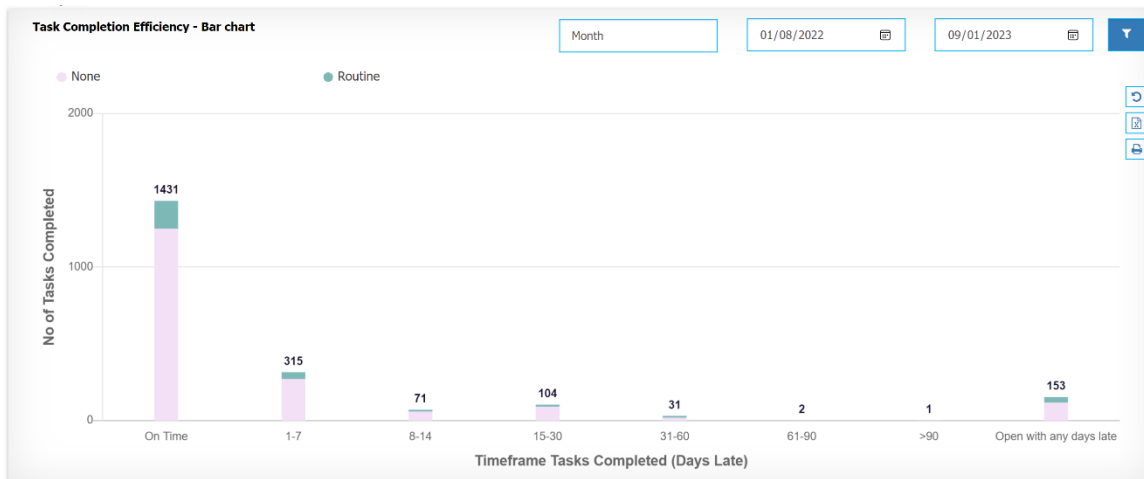 Task Completion Efficiency - Bar chart
Month
01/08/2022
09/01/2023
None
Routine
2000
1000
0
No of Tasks Completed
1431
315
71
104
31
2
1
153
On Time
1-7
8-14
15-30
31-60
61-90
>90
Open with any days late
Timeframe Tasks Completed (Days Late)